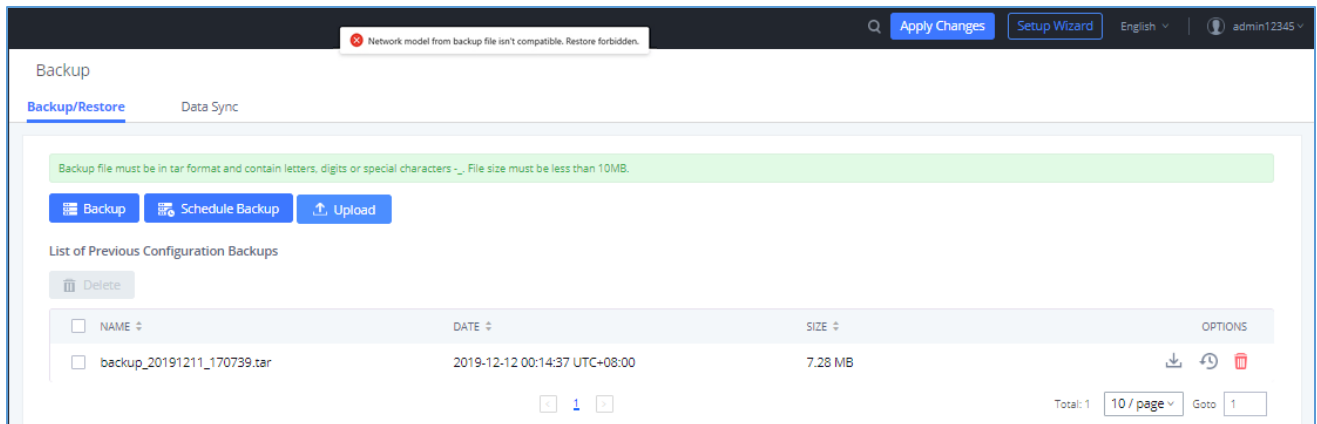 Apply Changes Setup Wizard English admin12345
Network model from backup file isn't compatible. Restore forbidden.
Backup
Backup/Restore Data Sync
Backup file must be in tar format and contain letters, digits or special characters -_. File size must be less than 10MB.
Backup Schedule Backup Upload
List of Previous Configuration Backups
Delete
NAME DATE SIZE OPTIONS
backup_20191211_170739.tar 2019-12-12 00:14:37 UTC+08:00 7.28 MB
< 1 > Total: 1 10 / page Goto 1